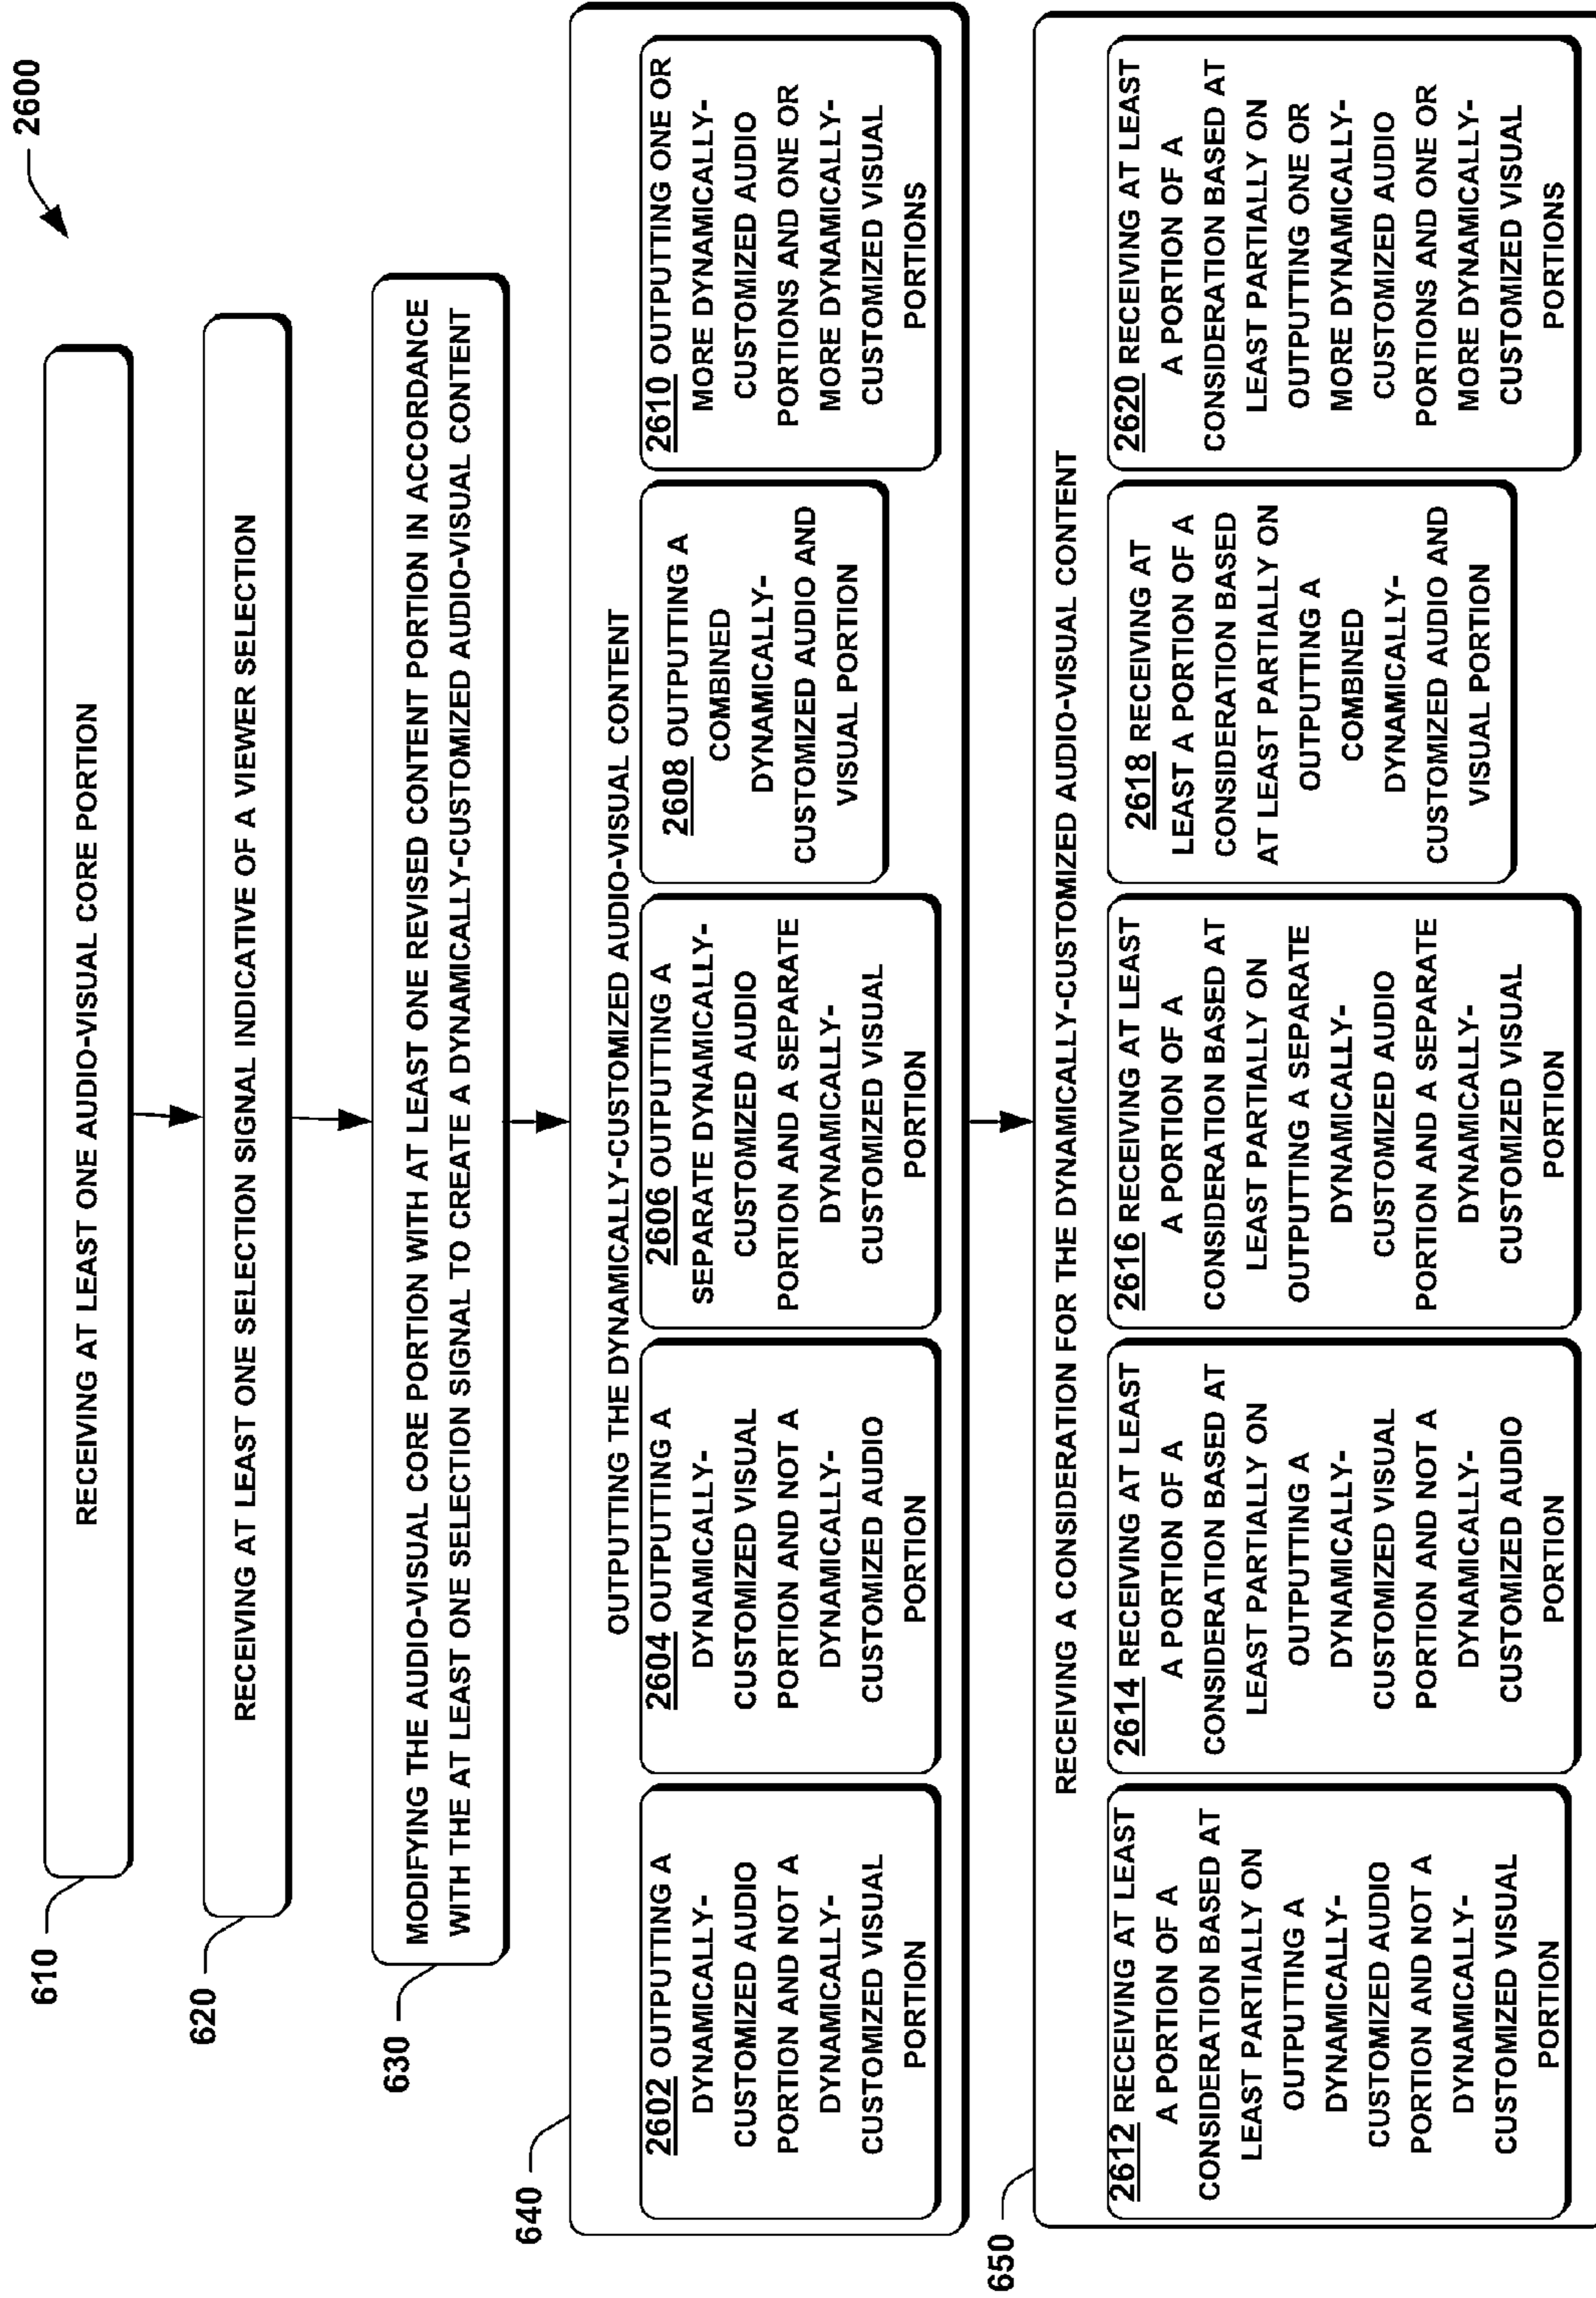 2600
610
RECEIVING AT LEAST ONE AUDIO-VISUAL CORE PORTION
620
RECEIVING AT LEAST ONE SELECTION SIGNAL INDICATIVE OF A VIEWER SELECTION
630
MODIFYING THE AUDIO-VISUAL CORE PORTION WITH AT LEAST ONE REVISED CONTENT PORTION IN ACCORDANCE
WITH THE AT LEAST ONE SELECTION SIGNAL TO CREATE A DYNAMICALLY-CUSTOMIZED AUDIO-VISUAL CONTENT
640
OUTPUTTING THE DYNAMICALLY-CUSTOMIZED AUDIO-VISUAL CONTENT
2602 OUTPUTTING A
DYNAMICALLY-
CUSTOMIZED AUDIO
PORTION AND NOT A
DYNAMICALLY-
CUSTOMIZED VISUAL
PORTION
2604 OUTPUTTING A
DYNAMICALLY-
CUSTOMIZED VISUAL
PORTION AND NOT A
DYNAMICALLY-
CUSTOMIZED AUDIO
PORTION
2606 OUTPUTTING A
SEPARATE DYNAMICALLY-
CUSTOMIZED AUDIO
PORTION AND A SEPARATE
DYNAMICALLY-
CUSTOMIZED VISUAL
PORTION
2608 OUTPUTTING A
COMBINED
DYNAMICALLY-
CUSTOMIZED AUDIO AND
VISUAL PORTION
2610 OUTPUTTING ONE OR
MORE DYNAMICALLY-
CUSTOMIZED AUDIO
PORTIONS AND ONE OR
MORE DYNAMICALLY-
CUSTOMIZED VISUAL
PORTIONS
650
RECEIVING A CONSIDERATION FOR THE DYNAMICALLY-CUSTOMIZED AUDIO-VISUAL CONTENT
2612 RECEIVING AT LEAST
A PORTION OF A
CONSIDERATION BASED AT
LEAST PARTIALLY ON
OUTPUTTING A
DYNAMICALLY-
CUSTOMIZED AUDIO
PORTION AND NOT A
DYNAMICALLY-
CUSTOMIZED VISUAL
PORTION
2614 RECEIVING AT LEAST
A PORTION OF A
CONSIDERATION BASED AT
LEAST PARTIALLY ON
OUTPUTTING A
DYNAMICALLY-
CUSTOMIZED VISUAL
PORTION AND NOT A
DYNAMICALLY-
CUSTOMIZED AUDIO
PORTION
2616 RECEIVING AT LEAST
A PORTION OF A
CONSIDERATION BASED AT
LEAST PARTIALLY ON
OUTPUTTING A SEPARATE
DYNAMICALLY-
CUSTOMIZED AUDIO
PORTION AND A SEPARATE
DYNAMICALLY-
CUSTOMIZED VISUAL
PORTION
2618 RECEIVING AT
LEAST A PORTION OF A
CONSIDERATION BASED
AT LEAST PARTIALLY ON
OUTPUTTING A
COMBINED
DYNAMICALLY-
CUSTOMIZED AUDIO AND
VISUAL PORTION
2620 RECEIVING AT LEAST
A PORTION OF A
CONSIDERATION BASED AT
LEAST PARTIALLY ON
OUTPUTTING ONE OR
MORE DYNAMICALLY-
CUSTOMIZED AUDIO
PORTIONS AND ONE OR
MORE DYNAMICALLY-
CUSTOMIZED VISUAL
PORTIONS